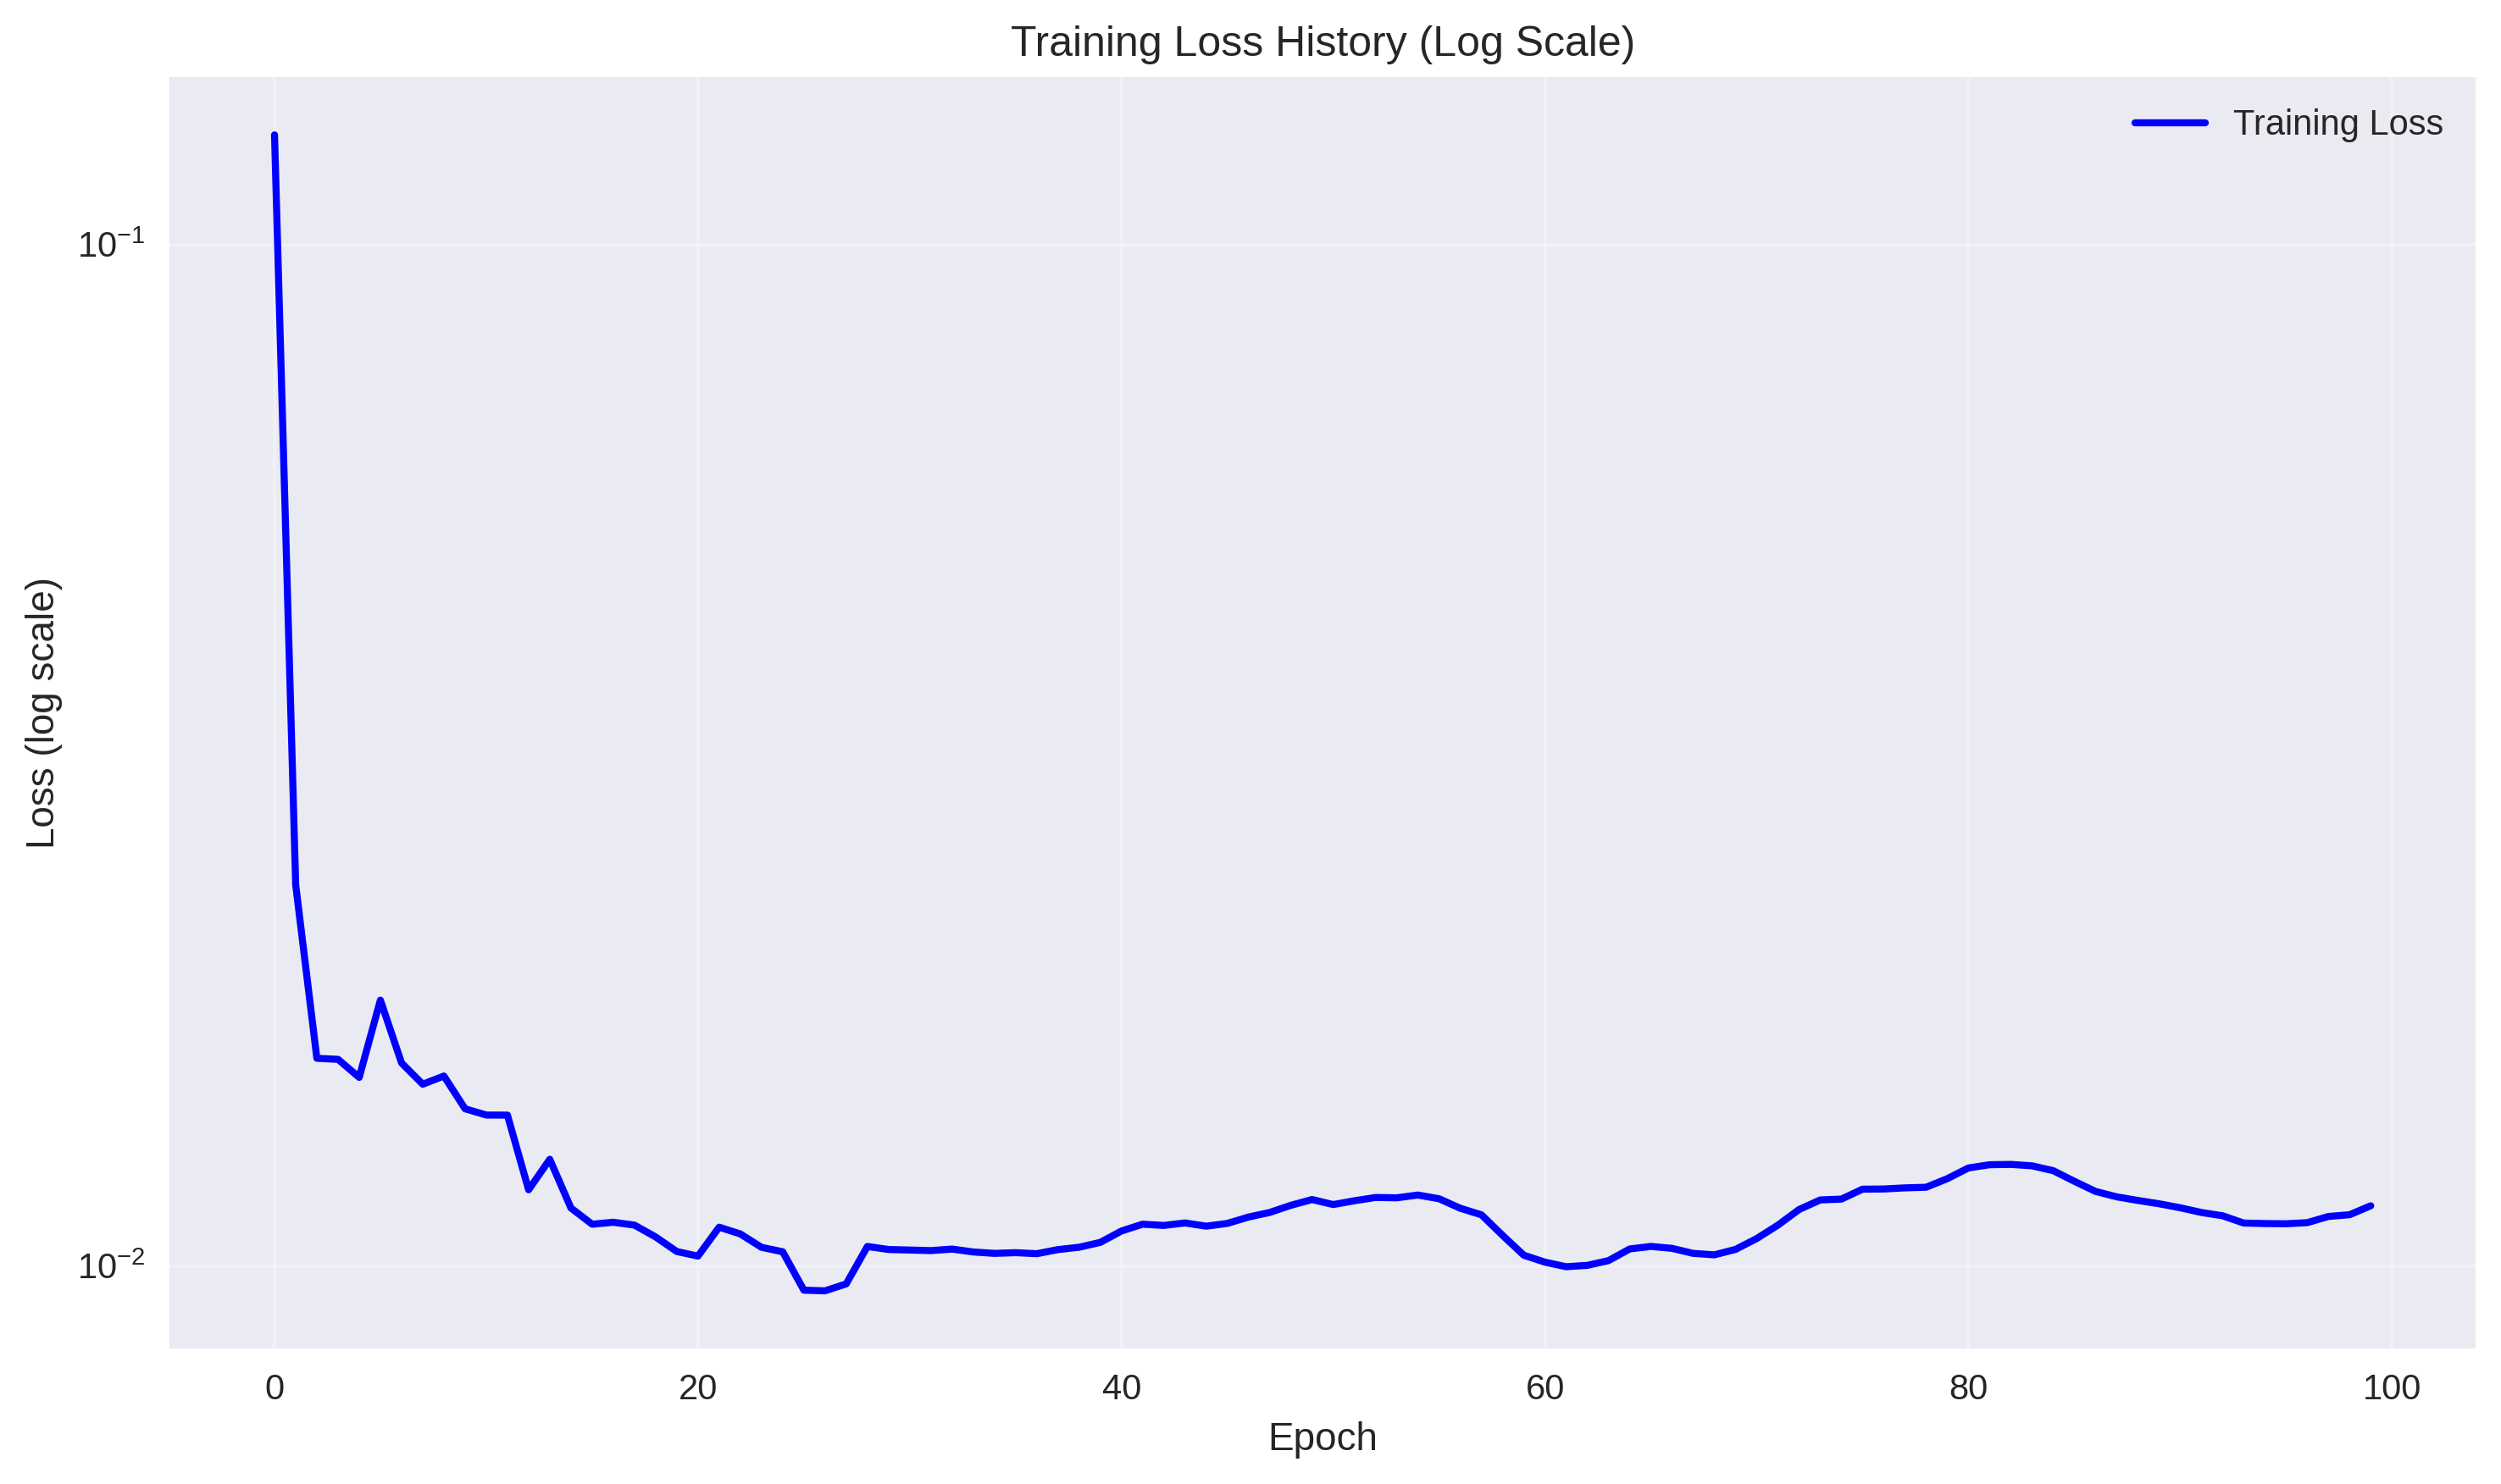 Training Loss History (Log Scale)
Training Loss
10⁻¹
Loss (log scale)
10⁻²
0 20 40 60 80 100
Epoch